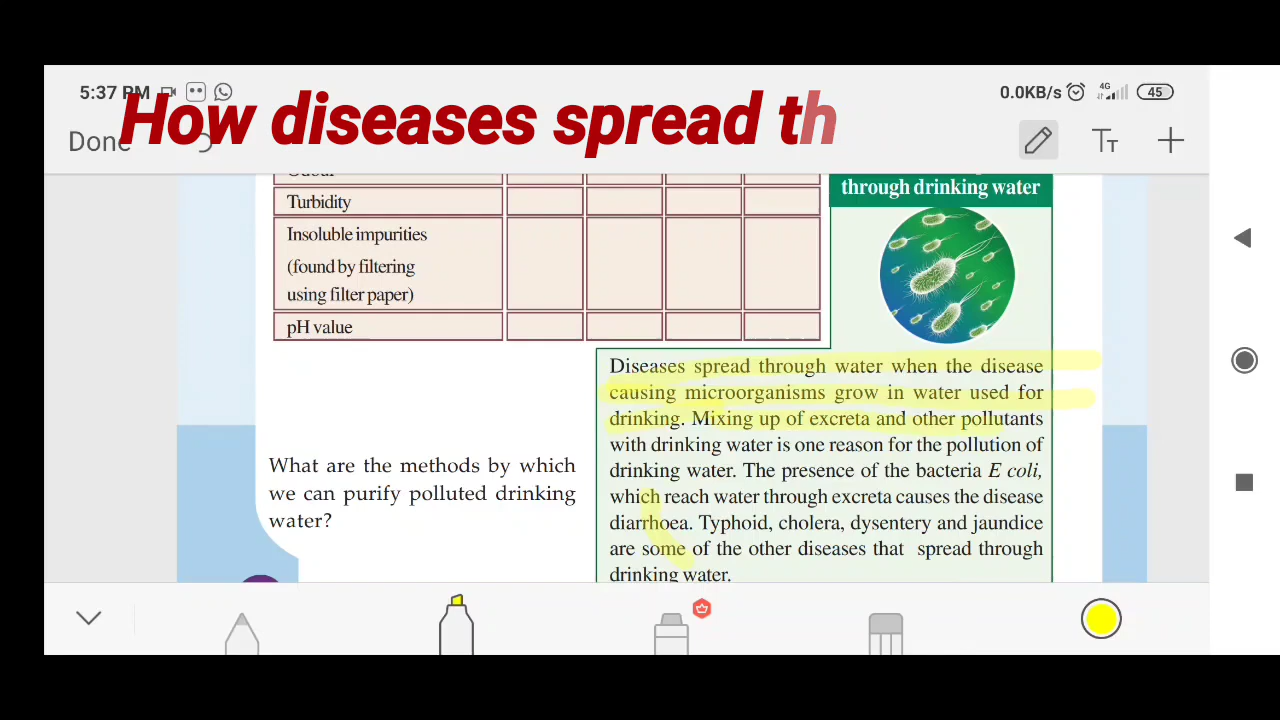 5:37 PM
0.0KB/s 4G 45
How diseases spread th
Done
Odour
Turbidity
Insoluble impurities
(found by filtering
using filter paper)
pH value
through drinking water
Diseases spread through water when the disease
causing microorganisms grow in water used for
drinking. Mixing up of excreta and other pollutants
with drinking water is one reason for the pollution of
drinking water. The presence of the bacteria E coli,
which reach water through excreta causes the disease
diarrhoea. Typhoid, cholera, dysentery and jaundice
are some of the other diseases that spread through
drinking water.
What are the methods by which
we can purify polluted drinking
water?